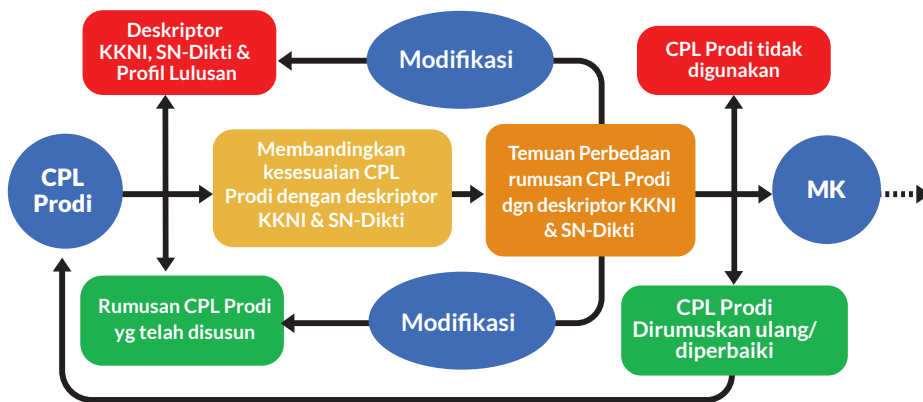 Deskriptor
KKNI, SN-Dikti &
Profil Lulusan
Modifikasi
CPL Prodi tidak
digunakan
CPL
Prodi
Membandingkan
kesesuaian CPL
Prodi dengan deskriptor
KKNI & SN-Dikti
Temuan Perbedaan
rumusan CPL Prodi
dgn deskriptor KKNI
& SN-Dikti
MK
Rumusan CPL Prodi
yg telah disusun
Modifikasi
CPL Prodi
Dirumuskan ulang/
diperbaiki